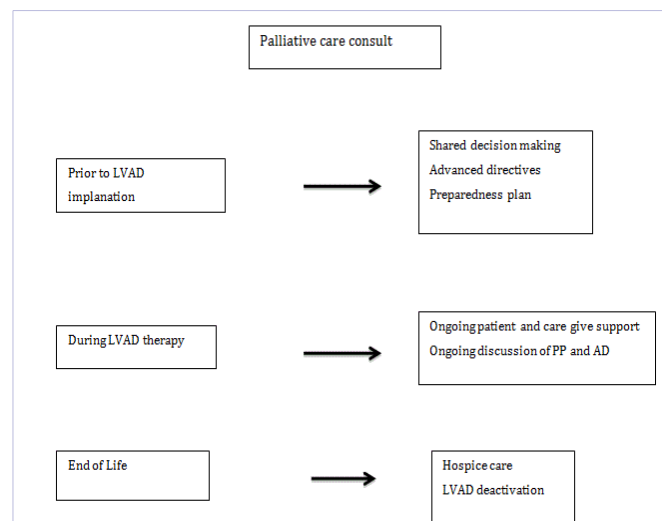 Palliative care consult
Prior to LVAD
implanation
Shared decision making
Advanced directives
Preparedness plan
During LVAD therapy
Ongoing patient and care give support
Ongoing discussion of PP and AD
End of Life
Hospice care
LVAD deactivation